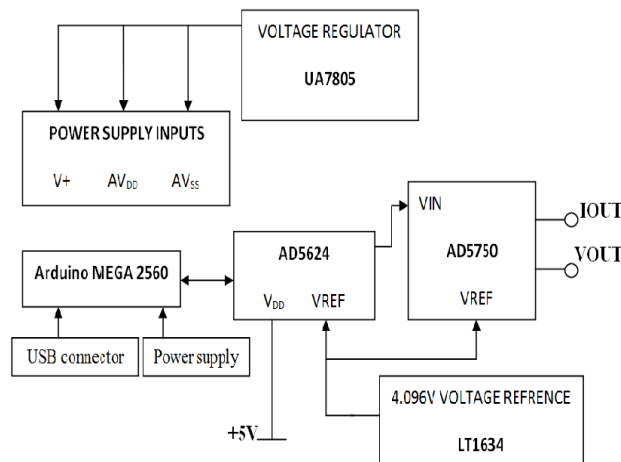 VOLTAGE REGULATOR
UA7805
POWER SUPPLY INPUTS
V+ AVDD AVSS
VIN
IOUT
AD5750
VOUT
VREF
AD5624
VDD VREF
Arduino MEGA 2560
USB connector
Power supply
+5V
4.096V VOLTAGE REFRENCE
LT1634